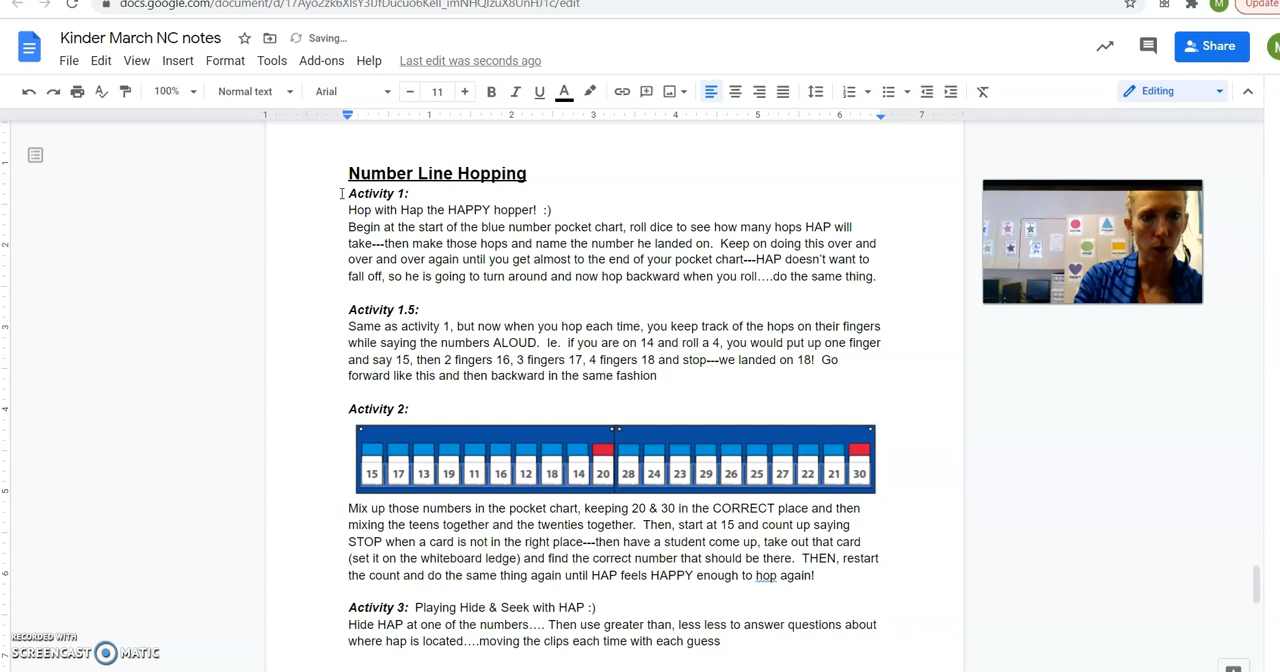 docs.google.com/document/d/17Ayo2zk6XlsY3lJfDucuo6Kell_imNHQIzuX8UnHJ1c/edit
M
Update
Kinder March NC notes
Saving...
File Edit View Insert Format Tools Add-ons Help Last edit was seconds ago
Share
100% Normal text Arial 11 B I U A Editing
1 1 2 3 4 5 6 7
Number Line Hopping
Activity 1:
Hop with Hap the HAPPY hopper!  :)
Begin at the start of the blue number pocket chart, roll dice to see how many hops HAP will
take---then make those hops and name the number he landed on.  Keep on doing this over and
over and over again until you get almost to the end of your pocket chart---HAP doesn't want to
fall off, so he is going to turn around and now hop backward when you roll....do the same thing.
Activity 1.5:
Same as activity 1, but now when you hop each time, you keep track of the hops on their fingers
while saying the numbers ALOUD.  Ie.  if you are on 14 and roll a 4, you would put up one finger
and say 15, then 2 fingers 16, 3 fingers 17, 4 fingers 18 and stop---we landed on 18!  Go
forward like this and then backward in the same fashion
Activity 2:
15 17 13 19 11 16 12 18 14 20 28 24 23 29 26 25 27 22 21 30
Mix up those numbers in the pocket chart, keeping 20 & 30 in the CORRECT place and then
mixing the teens together and the twenties together.  Then, start at 15 and count up saying
STOP when a card is not in the right place---then have a student come up, take out that card
(set it on the whiteboard ledge) and find the correct number that should be there.  THEN, restart
the count and do the same thing again until HAP feels HAPPY enough to hop again!
Activity 3:  Playing Hide & Seek with HAP :)
Hide HAP at one of the numbers.... Then use greater than, less less to answer questions about
where hap is located....moving the clips each time with each guess
RECORDED WITH
SCREENCAST MATIC